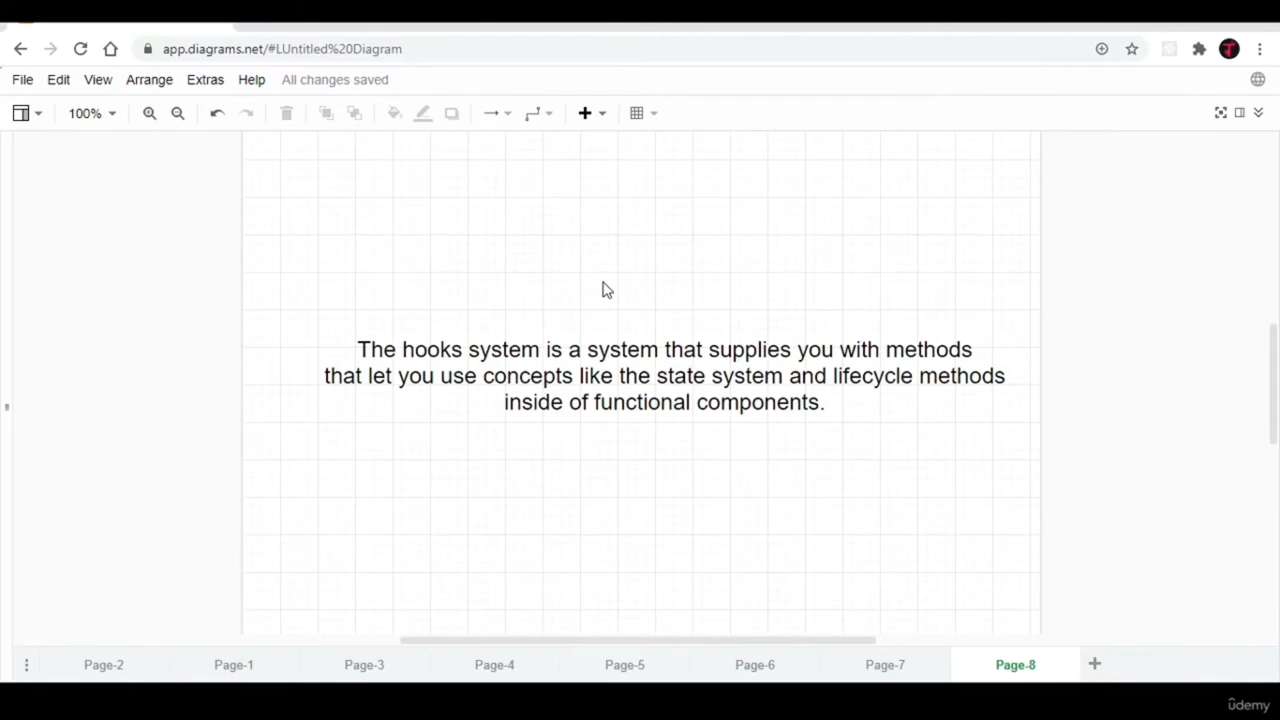 app.diagrams.net/#LUntitled%20Diagram
File Edit View Arrange Extras Help All changes saved
100%
The hooks system is a system that supplies you with methods
that let you use concepts like the state system and lifecycle methods
inside of functional components.
Page-2 Page-1 Page-3 Page-4 Page-5 Page-6 Page-7 Page-8
ûdemy